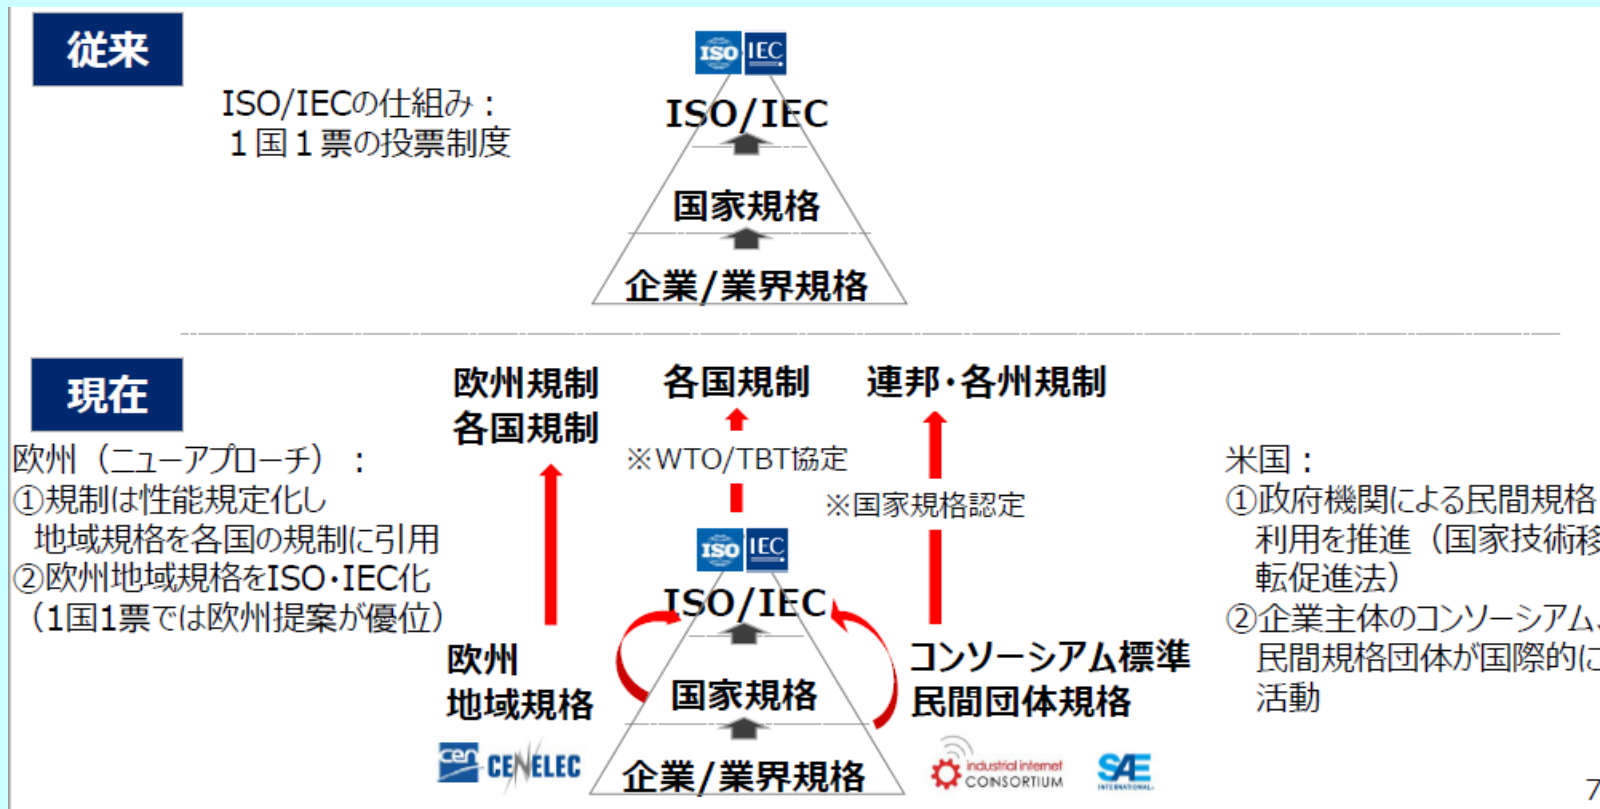 従来
ISO/IECの仕組み：
１国１票の投票制度
ISO IEC
ISO/IEC
国家規格
企業/業界規格
現在
欧州規制
各国規制
各国規制
連邦・各州規制
欧州（ニューアプローチ）：
①規制は性能規定化し
地域規格を各国の規制に引用
②欧州地域規格をISO・IEC化
（1国1票では欧州提案が優位）
※WTO/TBT協定
※国家規格認定
ISO IEC
ISO/IEC
国家規格
企業/業界規格
欧州
地域規格
cen CENELEC
コンソーシアム標準
民間団体規格
industrial internet
CONSORTIUM
SAE
INTERNATIONAL.
米国：
①政府機関による民間規格
利用を推進（国家技術移
転促進法）
②企業主体のコンソーシアム、
民間規格団体が国際的に
活動
7